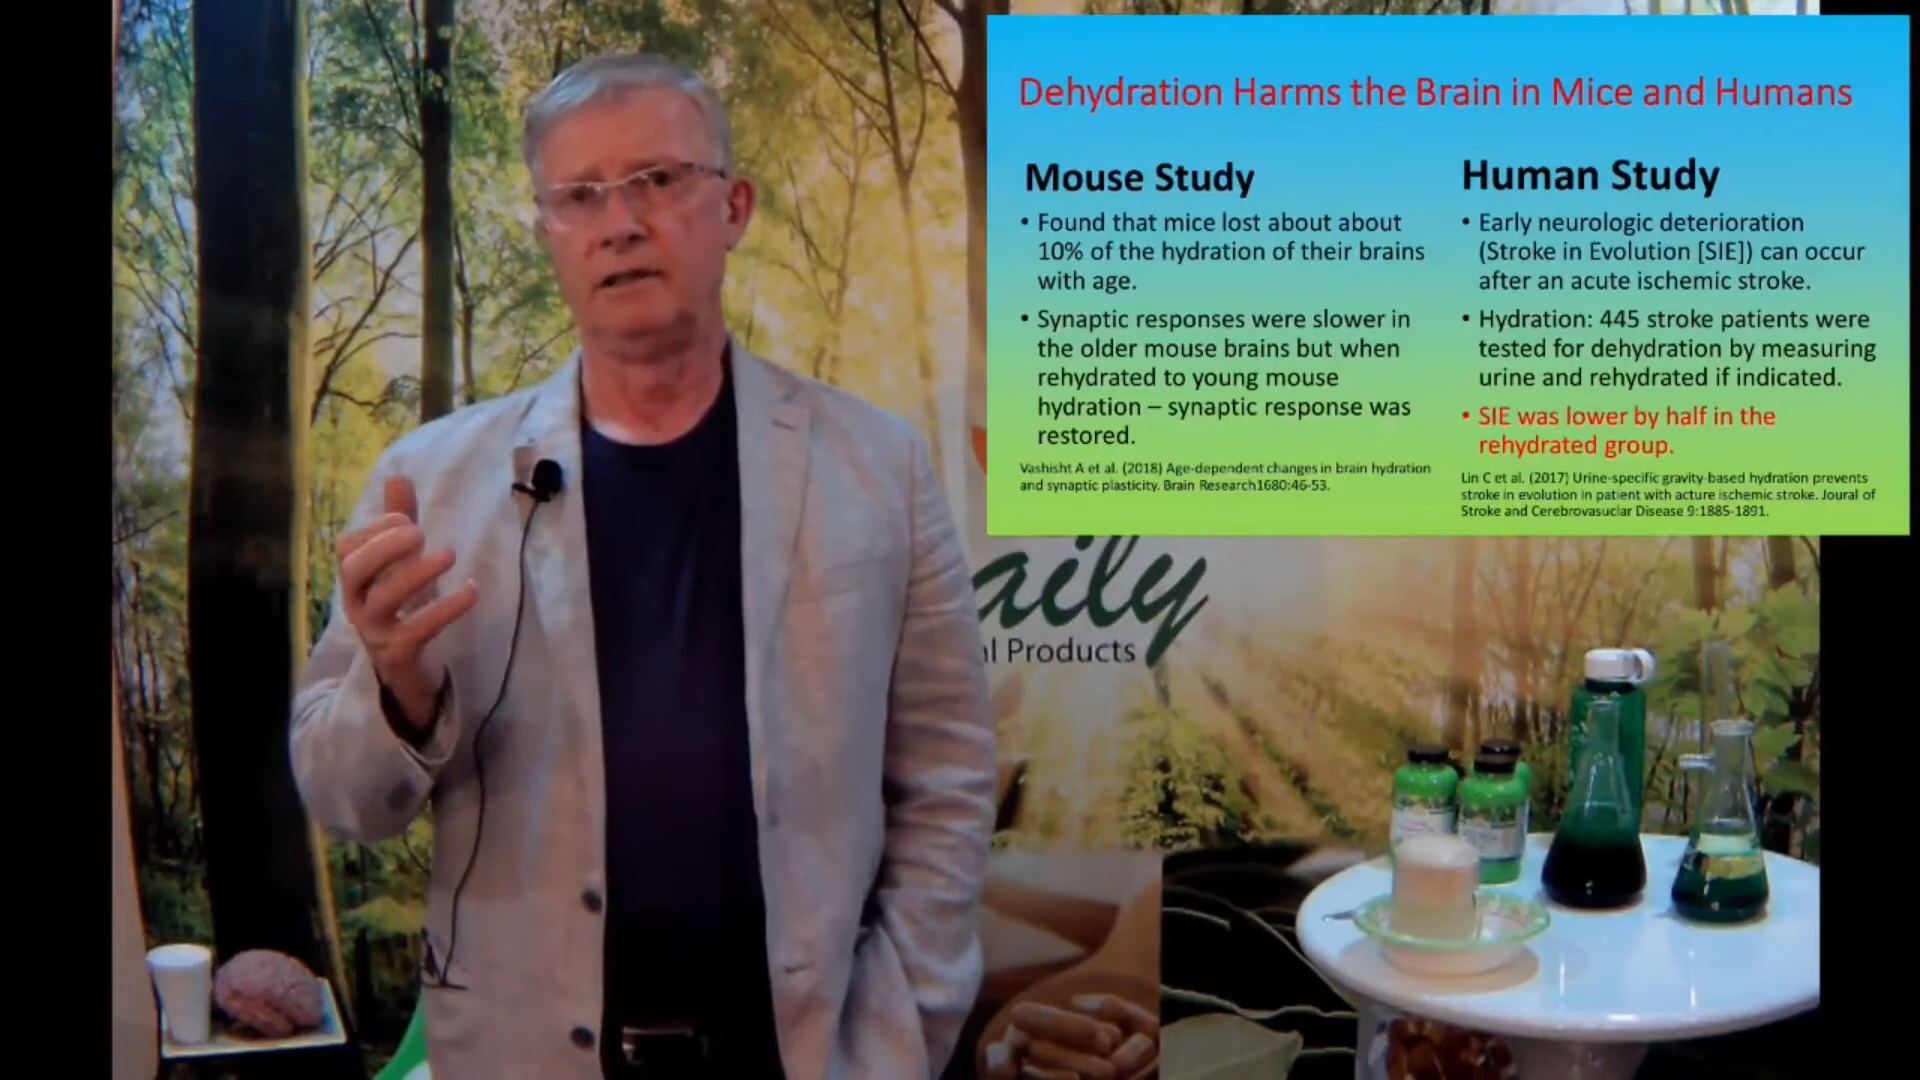 Dehydration Harms the Brain in Mice and Humans
Mouse Study
• Found that mice lost about about
10% of the hydration of their brains
with age.
• Synaptic responses were slower in
the older mouse brains but when
rehydrated to young mouse
hydration – synaptic response was
restored.
Vashisht A et al. (2018) Age-dependent changes in brain hydration
and synaptic plasticity. Brain Research1680:46-53.
Human Study
• Early neurologic deterioration
(Stroke in Evolution [SIE]) can occur
after an acute ischemic stroke.
• Hydration: 445 stroke patients were
tested for dehydration by measuring
urine and rehydrated if indicated.
• SIE was lower by half in the
rehydrated group.
Lin C et al. (2017) Urine-specific gravity-based hydration prevents
stroke in evolution in patient with acture ischemic stroke. Joural of
Stroke and Cerebrovasuclar Disease 9:1885-1891.
aily
al Products